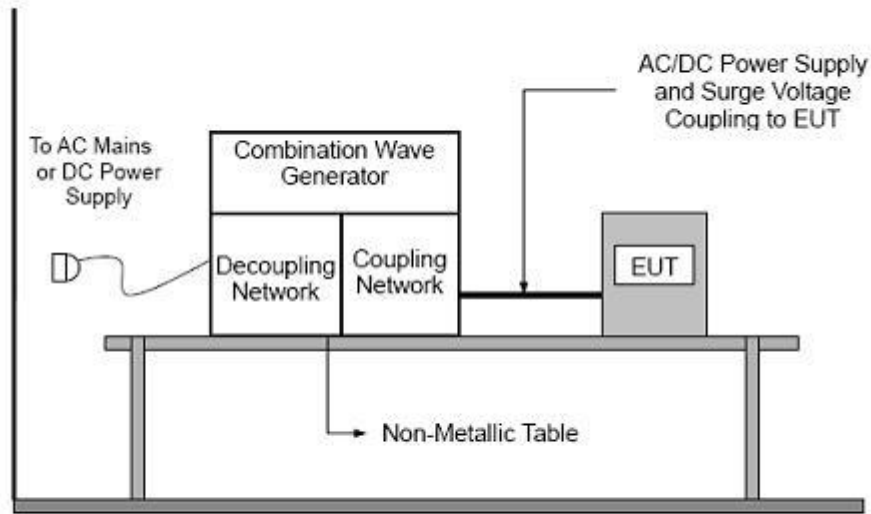 AC/DC Power Supply
and Surge Voltage
Coupling to EUT
To AC Mains
or DC Power
Supply
Combination Wave
Generator
Decoupling
Network
Coupling
Network
EUT
Non-Metallic Table